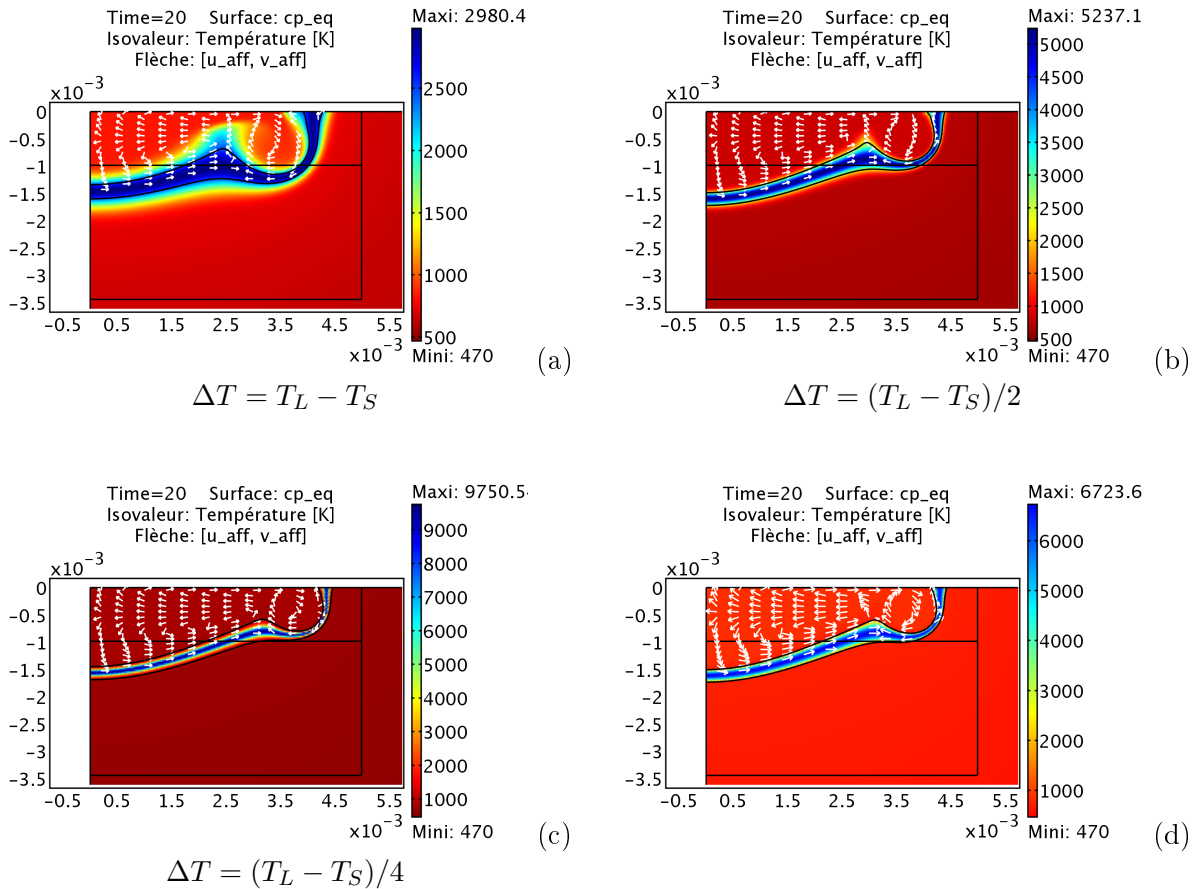 Time=20    Surface: cp_eq
Isovaleur: Température [K]
Flèche: [u_aff, v_aff]
Maxi: 2980.4
x10⁻³
0
−0.5
−1
−1.5
−2
−2.5
−3
−3.5
−0.5 0.5 1.5 2.5 3.5 4.5 5.5
x10⁻³
2500
2000
1500
1000
500
Mini: 470
(a)
ΔT = T_L − T_S
Time=20    Surface: cp_eq
Isovaleur: Température [K]
Flèche: [u_aff, v_aff]
Maxi: 5237.1
x10⁻³
0
−0.5
−1
−1.5
−2
−2.5
−3
−3.5
−0.5 0.5 1.5 2.5 3.5 4.5 5.5
x10⁻³
5000
4500
4000
3500
3000
2500
2000
1500
1000
500
Mini: 470
(b)
ΔT = (T_L − T_S)/2
Time=20    Surface: cp_eq
Isovaleur: Température [K]
Flèche: [u_aff, v_aff]
Maxi: 9750.5
x10⁻³
0
−0.5
−1
−1.5
−2
−2.5
−3
−3.5
−0.5 0.5 1.5 2.5 3.5 4.5 5.5
x10⁻³
9000
8000
7000
6000
5000
4000
3000
2000
1000
Mini: 470
(c)
ΔT = (T_L − T_S)/4
Time=20    Surface: cp_eq
Isovaleur: Température [K]
Flèche: [u_aff, v_aff]
Maxi: 6723.6
x10⁻³
0
−0.5
−1
−1.5
−2
−2.5
−3
−3.5
−0.5 0.5 1.5 2.5 3.5 4.5 5.5
x10⁻³
6000
5000
4000
3000
2000
1000
Mini: 470
(d)